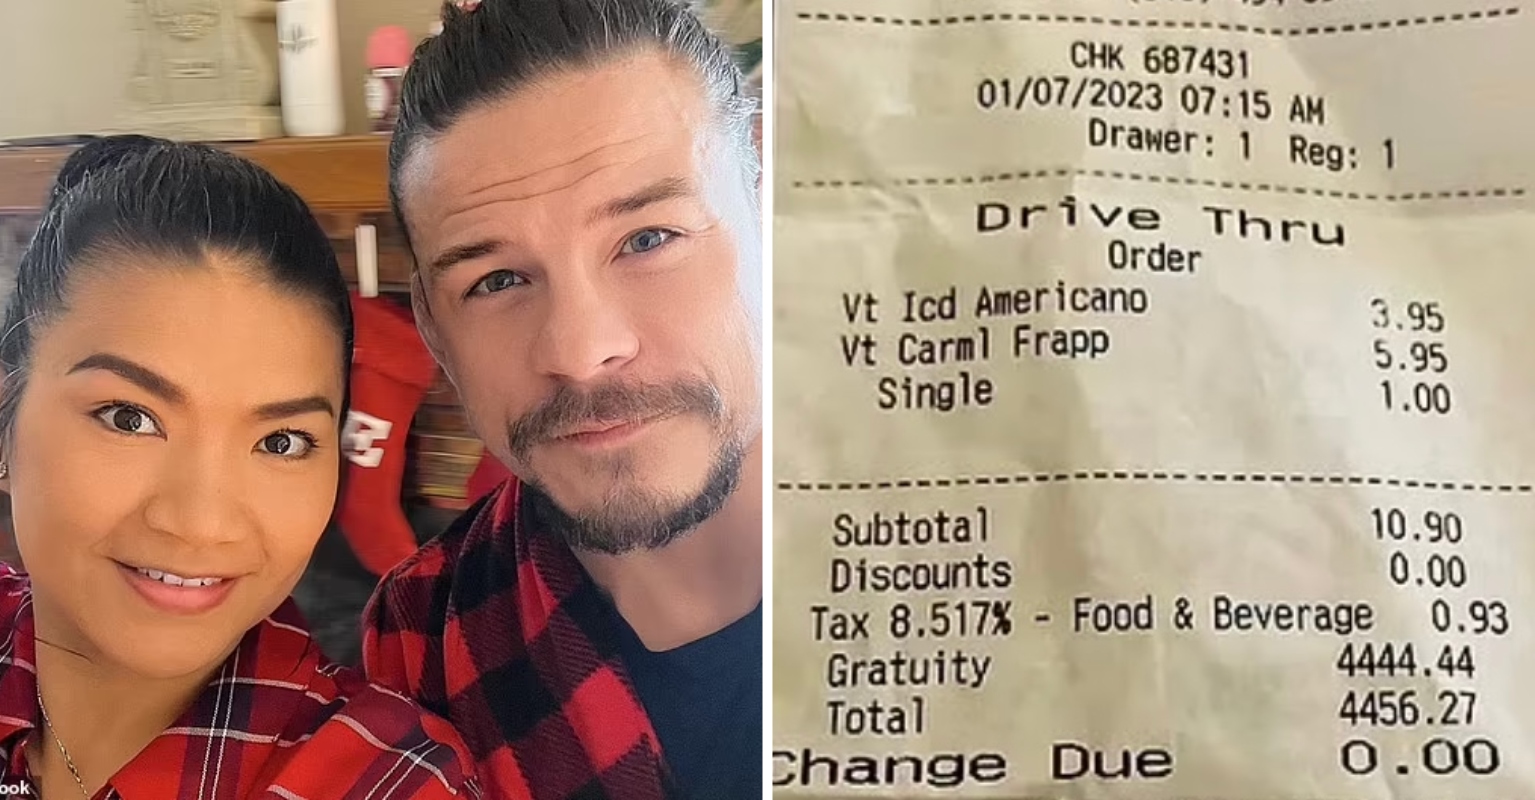 CHK 687431
01/07/2023 07:15 AM
Drawer: 1 Reg: 1
Drive Thru
Order
Vt Icd Americano 3.95
Vt Carml Frapp 5.95
Single 1.00
Subtotal 10.90
Discounts 0.00
Tax 8.517% - Food & Beverage 0.93
Gratuity 4444.44
Total 4456.27
Change Due 0.00
E
ook